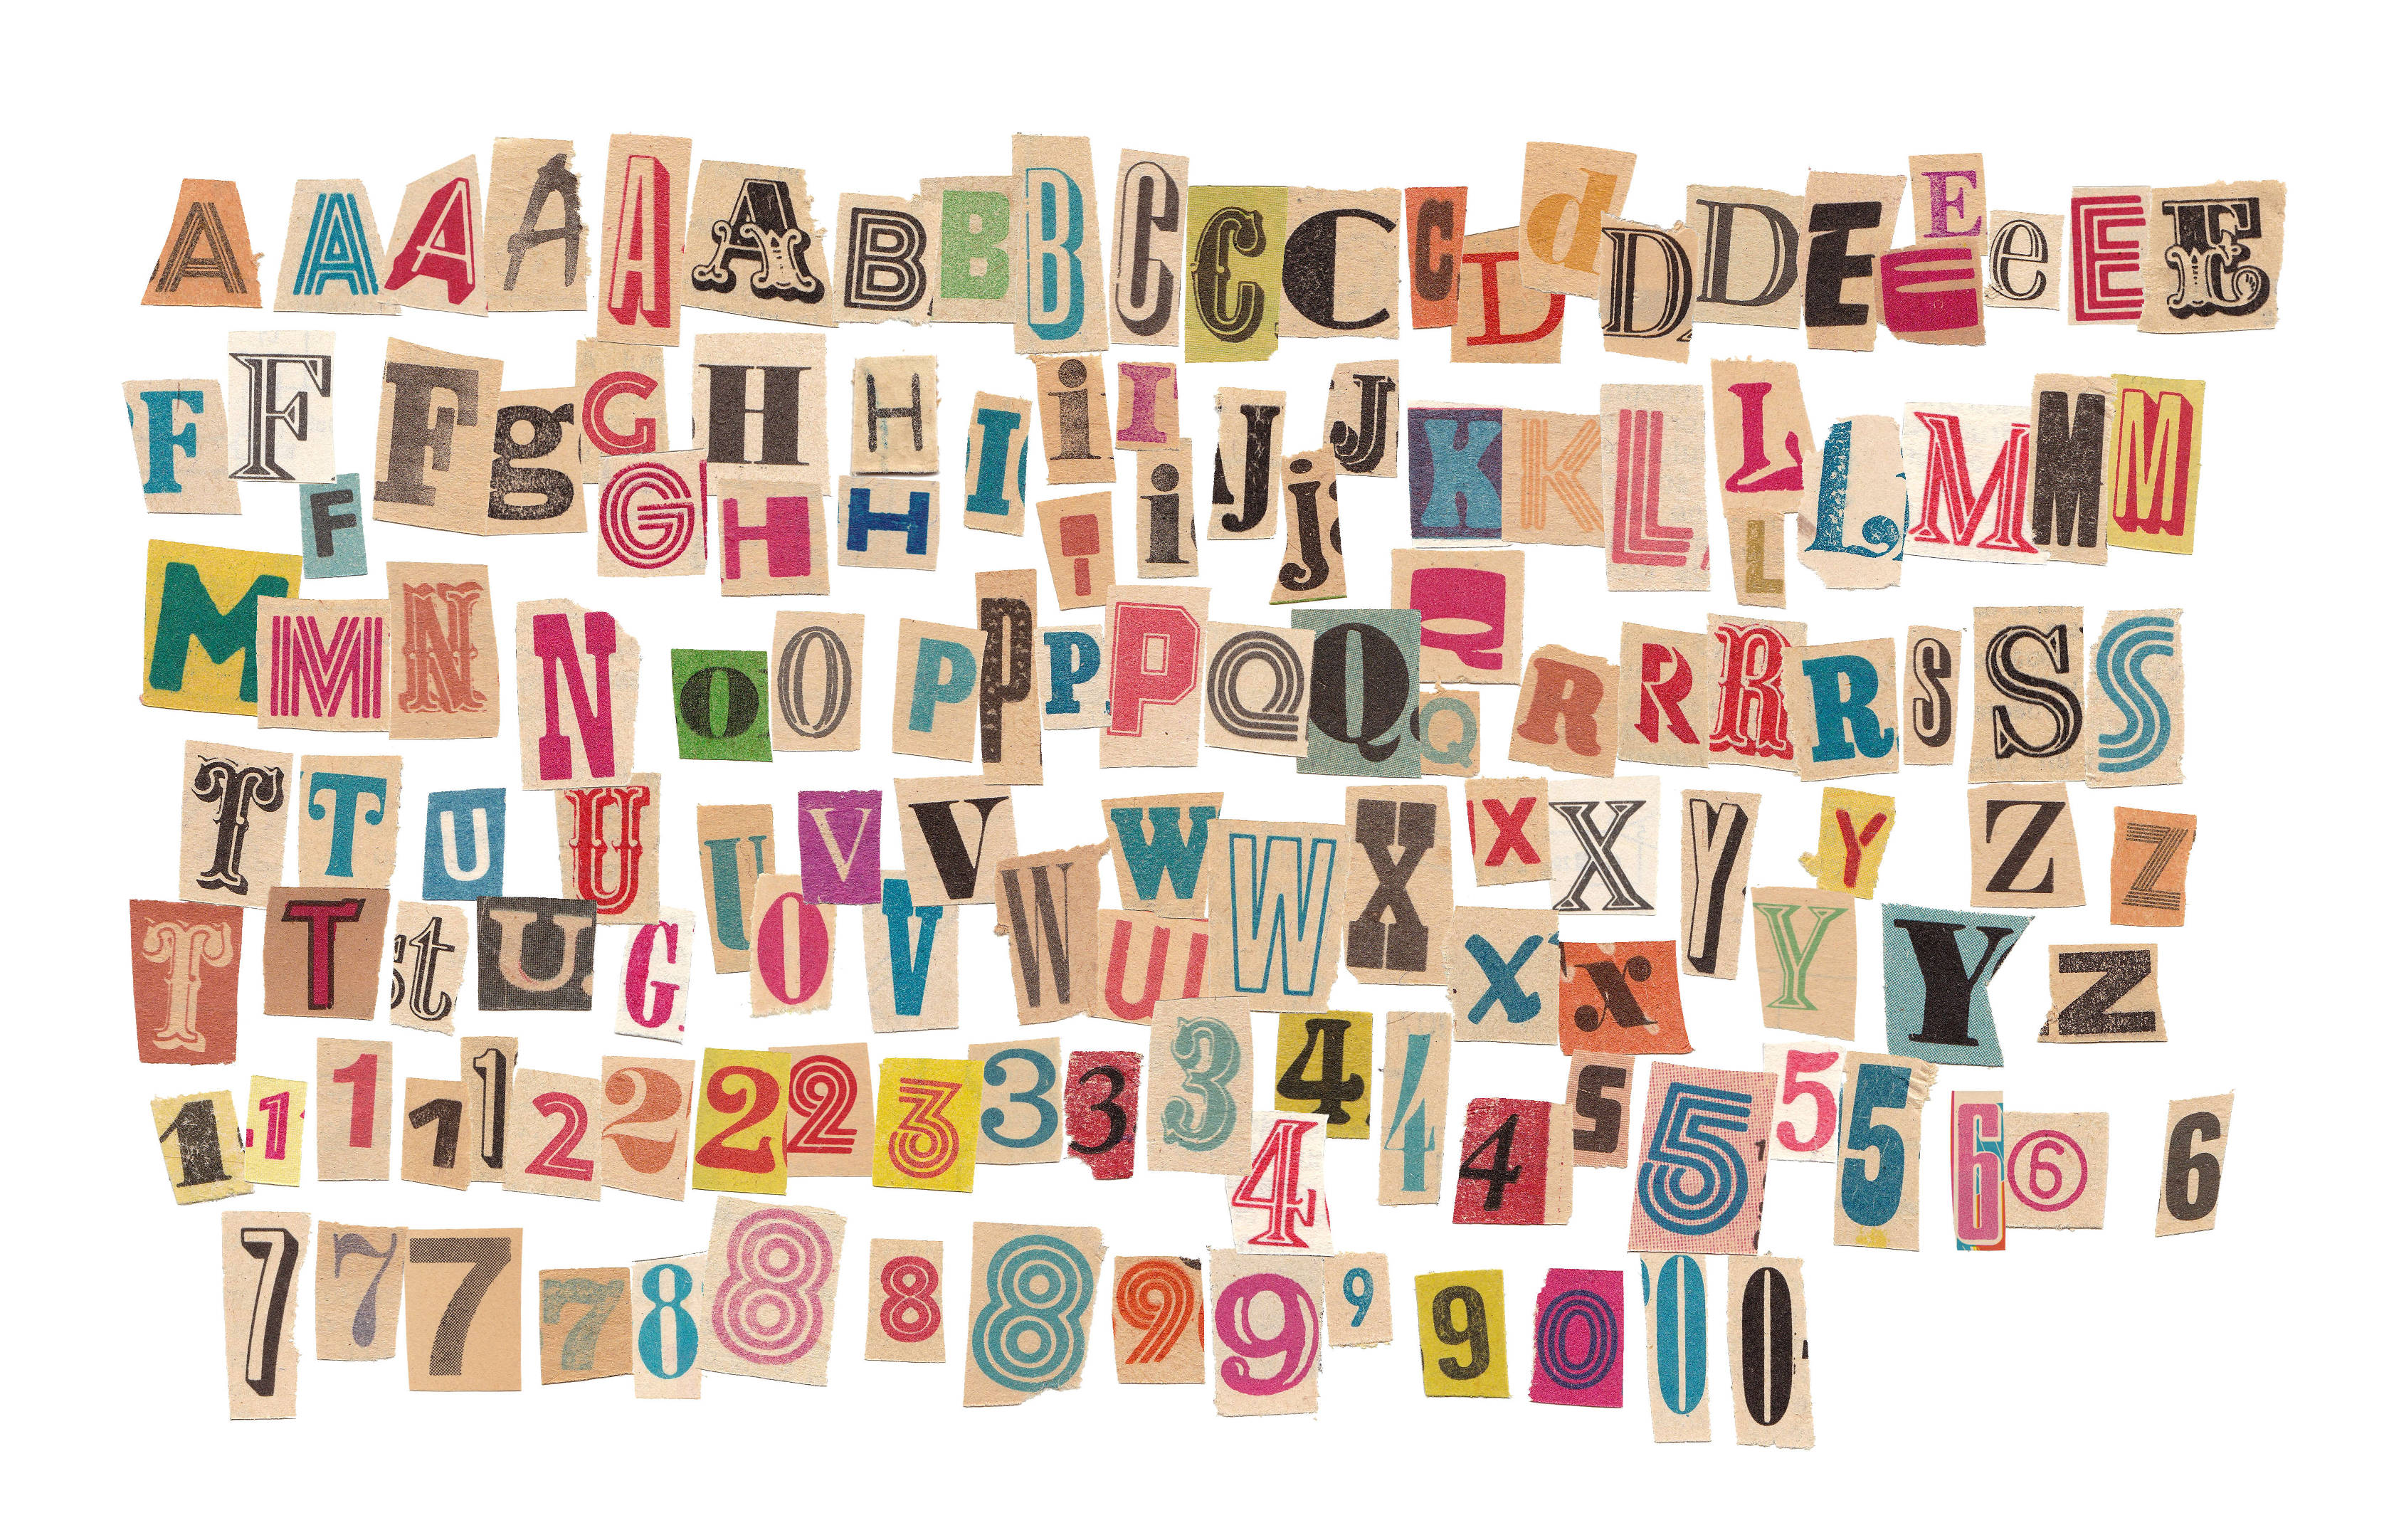 A A A A A A B B B C C C C D d D D E E E e E E
F F F F g G G H H H H I i I I i J j J K K L L L L M M M
M M N N O O P P P P Q Q Q Q R R R R S S S
T T U U U V V W W X X X Y Y Z Z
T T st U G O V W U W X x Y Y Z
1 1 1 1 1 2 2 2 2 3 3 3 3 4 4 4 4 5 5 5 5 6 6 6
7 7 7 7 8 8 8 8 9 9 9 9 0 0 0